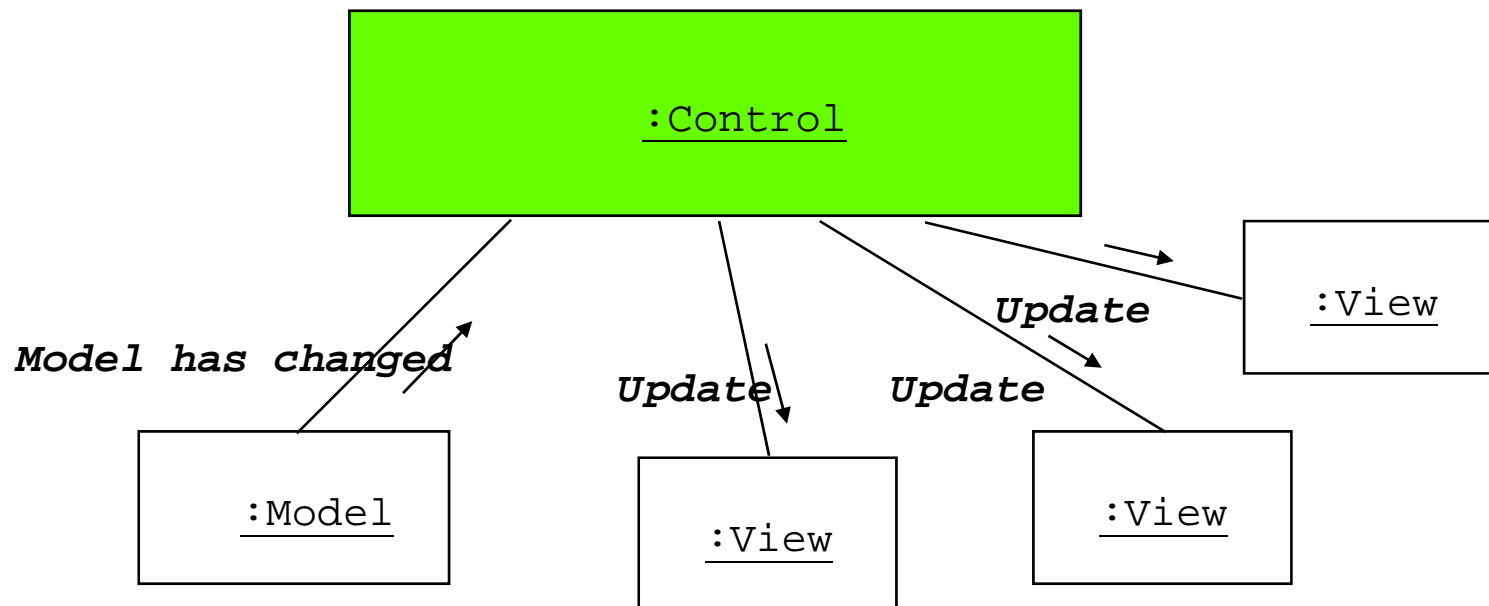 :Control
:View
Update
Model has changed
Update
Update
:Model
:View
:View